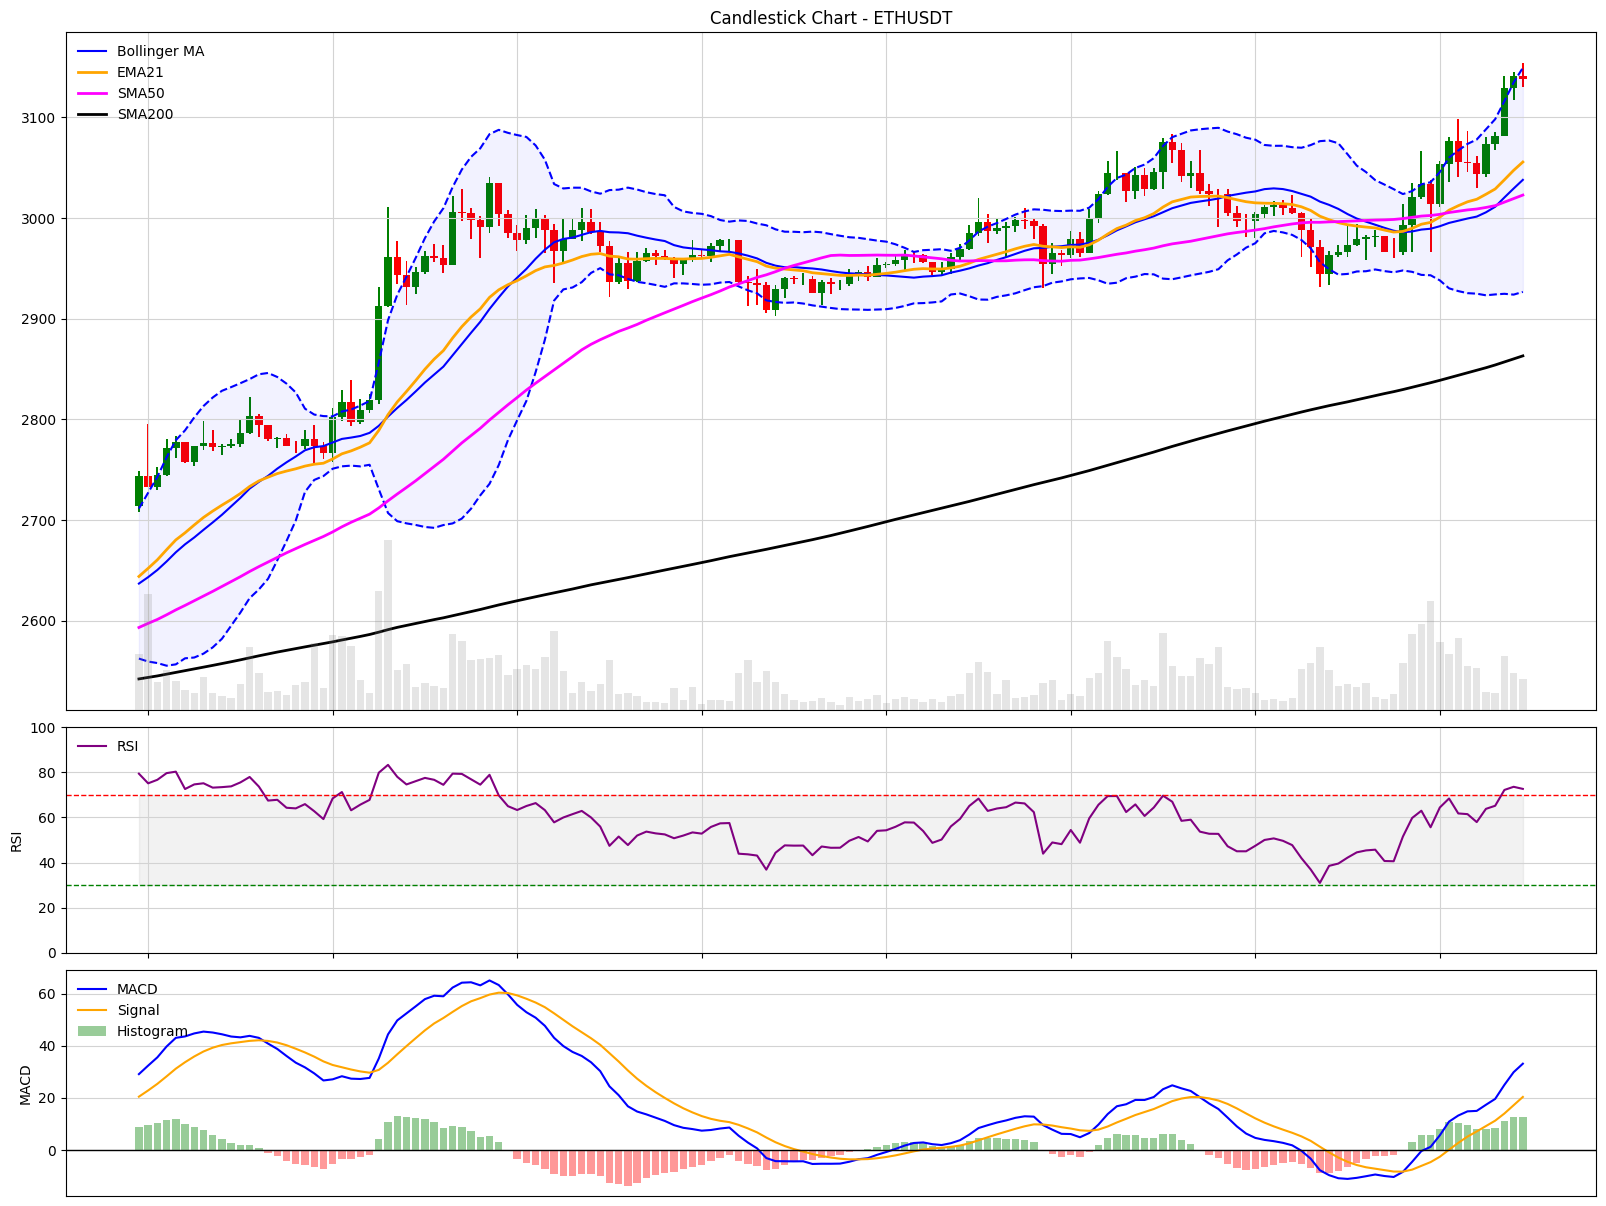 Candlestick Chart - ETHUSDT
Bollinger MA
EMA21
SMA50
SMA200
3100
3000
2900
2800
2700
2600
100
80
60
40
20
0
RSI
RSI
60
40
20
0
MACD
MACD
Signal
Histogram